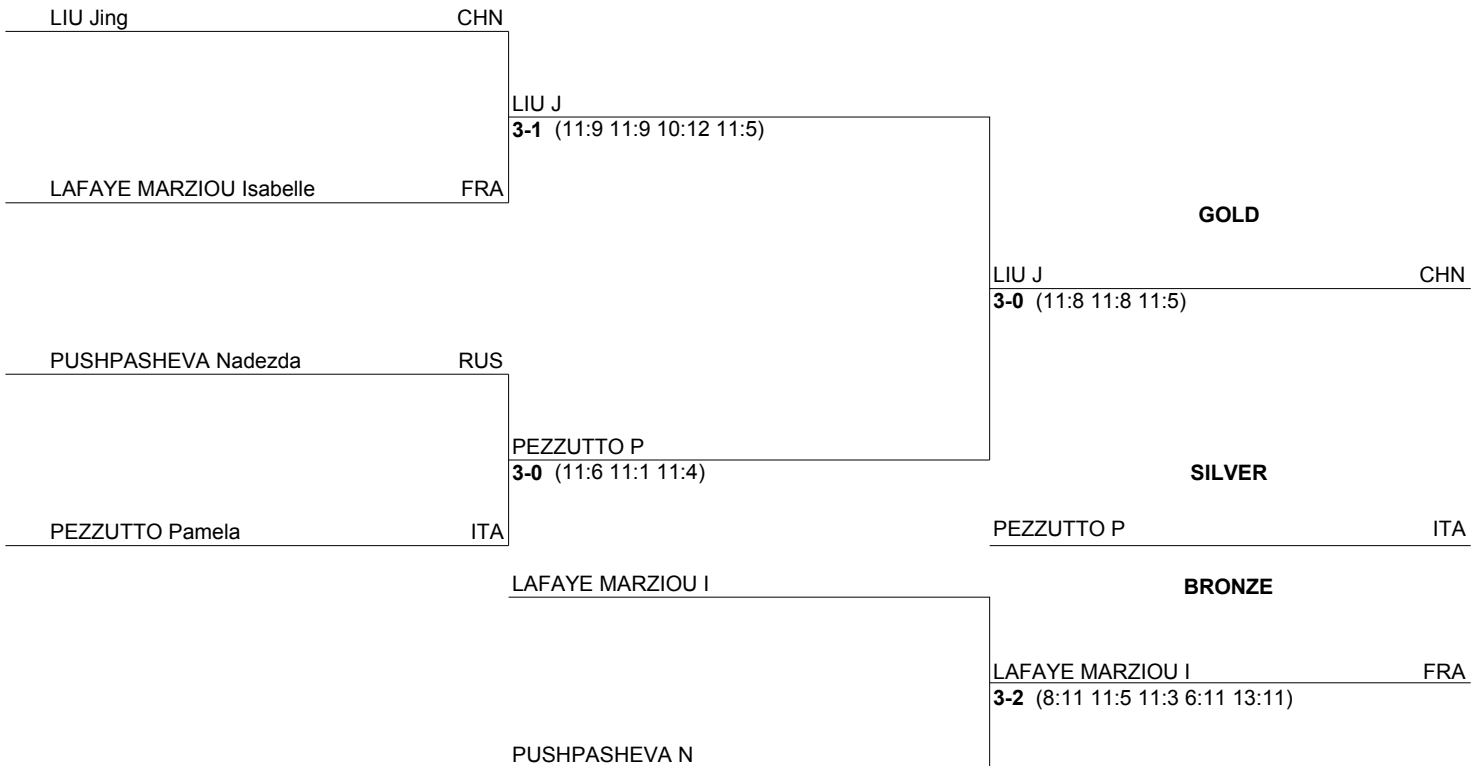 LIU Jing CHN
LIU J
3-1 (11:9 11:9 10:12 11:5)
LAFAYE MARZIOU Isabelle FRA
GOLD
LIU J CHN
3-0 (11:8 11:8 11:5)
PUSHPASHEVA Nadezda RUS
PEZZUTTO P
3-0 (11:6 11:1 11:4)
SILVER
PEZZUTTO Pamela ITA
PEZZUTTO P ITA
LAFAYE MARZIOU I
BRONZE
LAFAYE MARZIOU I FRA
3-2 (8:11 11:5 11:3 6:11 13:11)
PUSHPASHEVA N